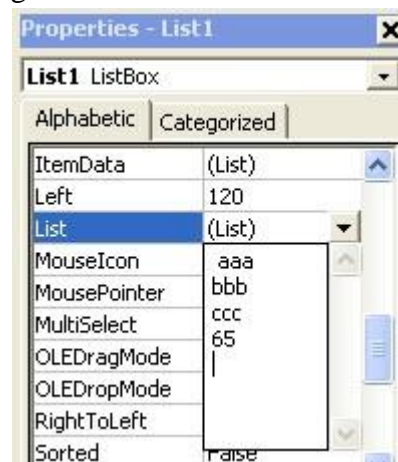 Properties - List1
List1 ListBox
Alphabetic Categorized
ItemData (List)
Left 120
List (List)
MouseIcon aaa
MousePointer bbb
MultiSelect ccc
OLEDragMode 65
OLEDropMode
RightToLeft
Sorted False